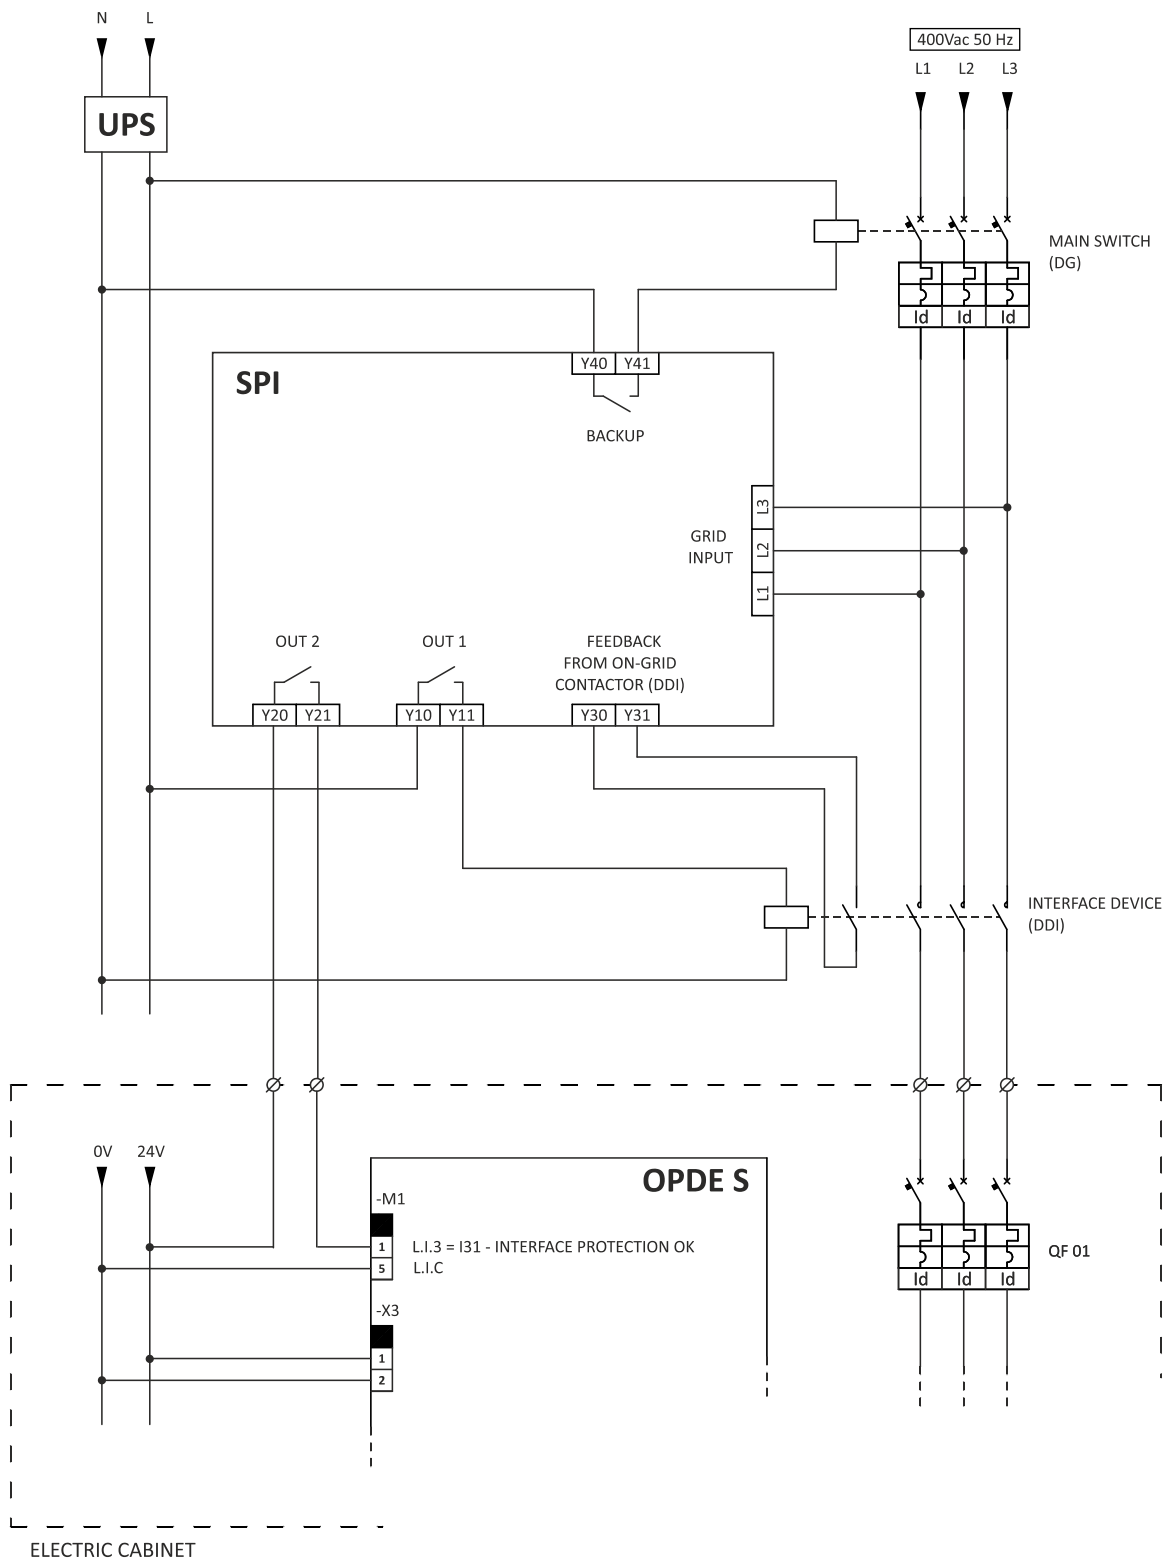 N L
400Vac 50 Hz
L1 L2 L3
UPS
MAIN SWITCH
(DG)
Id Id Id
Y40 Y41
SPI
BACKUP
L3
GRID
INPUT
L2
L1
OUT 2
OUT 1
FEEDBACK
FROM ON-GRID
CONTACTOR (DDI)
Y20 Y21
Y10 Y11
Y30 Y31
INTERFACE DEVICE
(DDI)
0V 24V
OPDE S
-M1
1 L.I.3 = I31 - INTERFACE PROTECTION OK
5 L.I.C
QF 01
Id Id Id
-X3
1
2
ELECTRIC CABINET